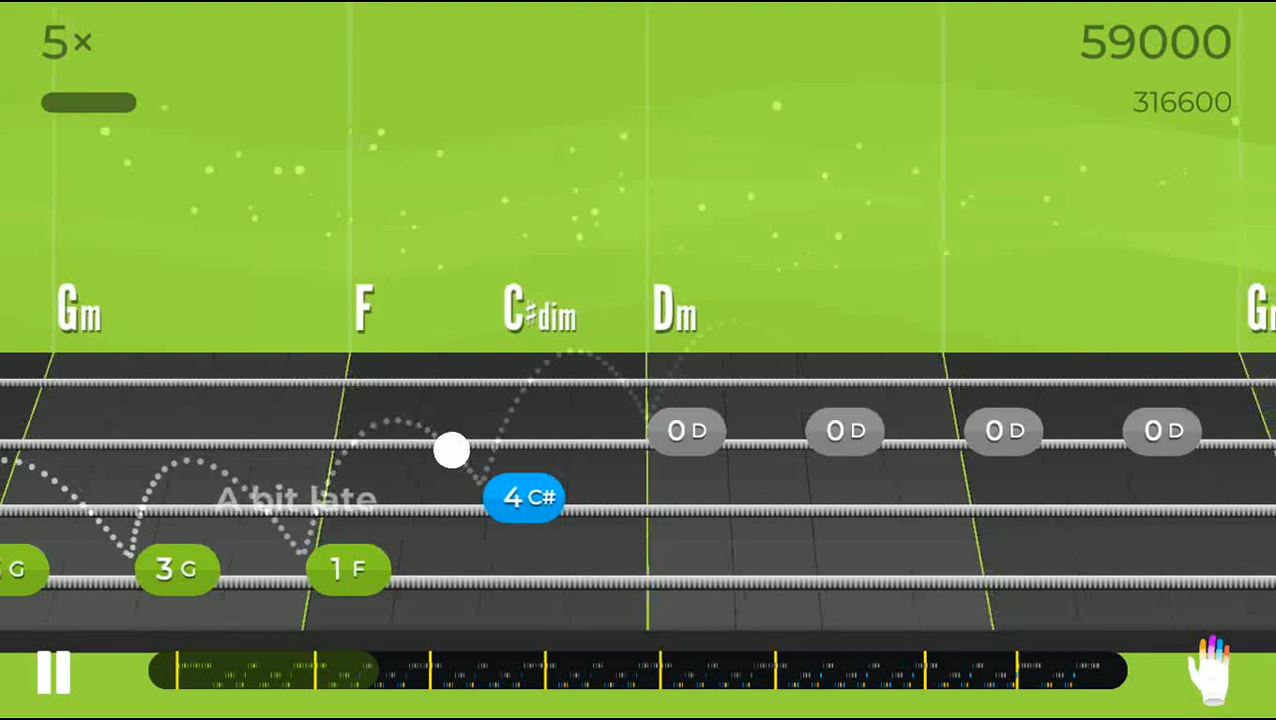 5×
59000
316600
Gm F C♯dim Dm
0 D 0 D 0 D 0 D
A bit late
4 C#
G 3 G 1 F